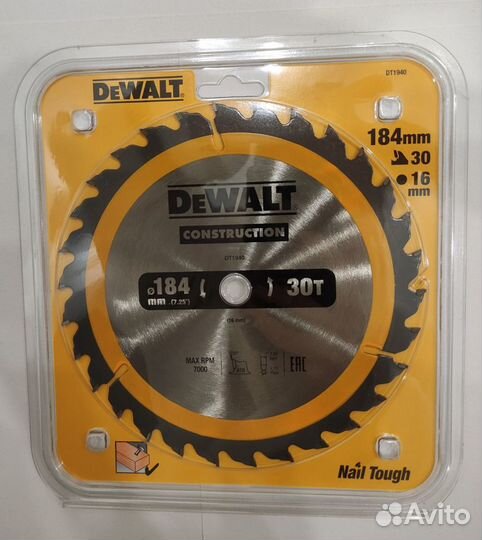 DT1940
DEWALT
184mm
30
16
mm
DEWALT
CONSTRUCTION
DT1940
ø184 30T
mm .(7.25")
(16 mm)
MAX RPM
7000
EAC
Nail Tough
Avito